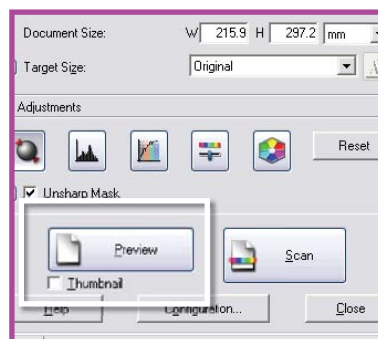 Document Size: W 215.9 H 297.2 mm
Target Size: Original
Adjustments
Reset
Unsharp Mask
Preview
Scan
Thumbnail
Help Configuration... Close